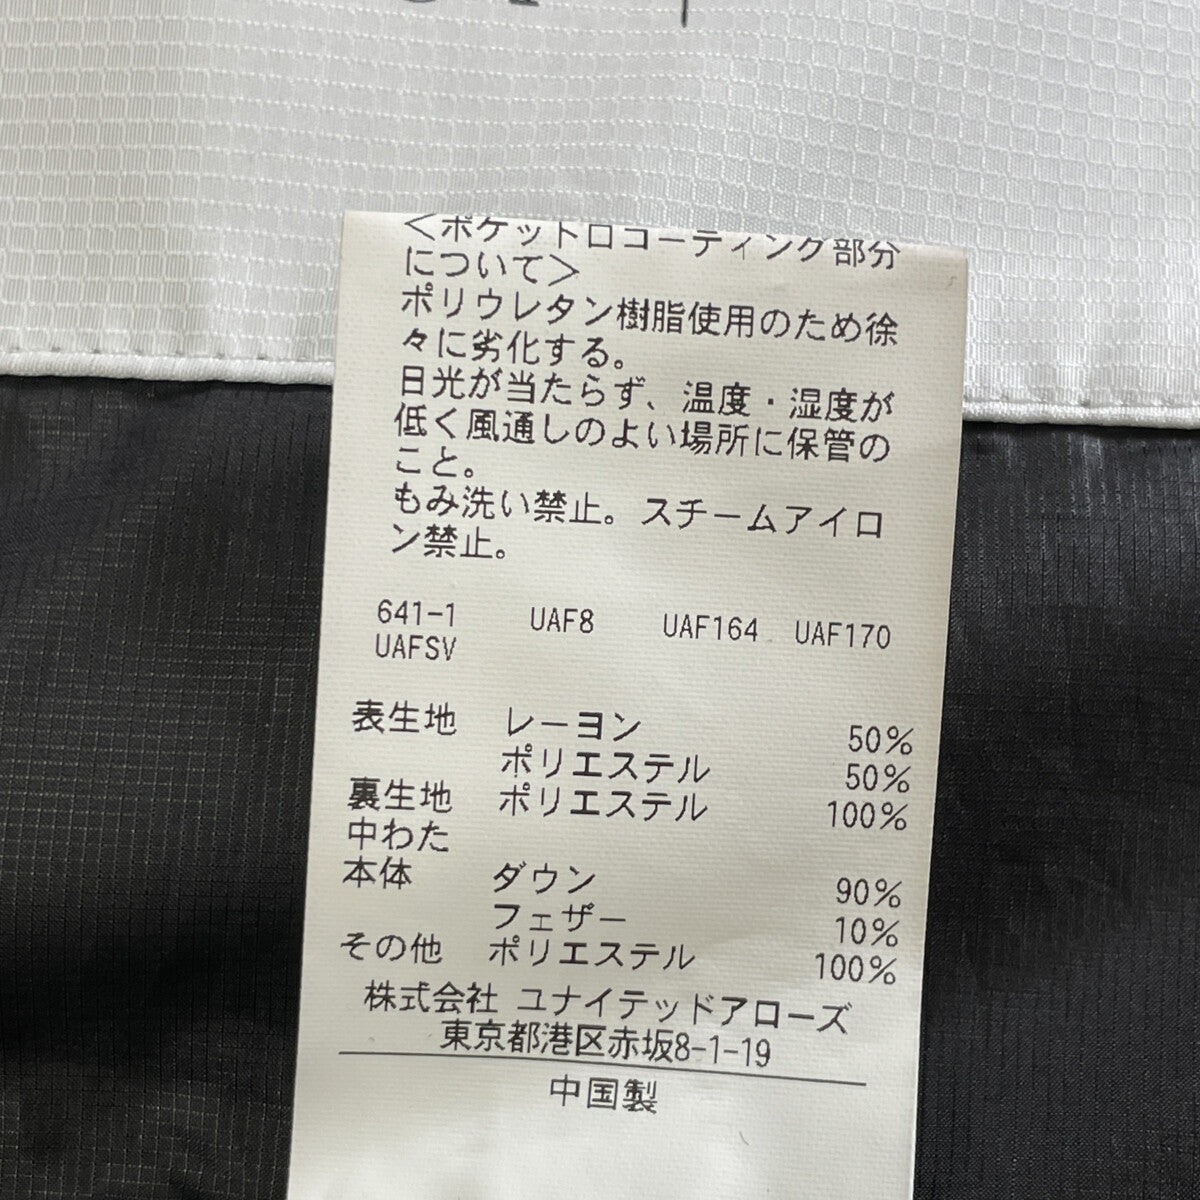 ＜ポケット口コーティング部分
について＞
ポリウレタン樹脂使用のため徐
々に劣化する。
日光が当たらず、温度・湿度が
低く風通しのよい場所に保管の
こと。
もみ洗い禁止。スチームアイロ
ン禁止。
641-1 UAF8 UAF164 UAF170
UAFSV
表生地 レーヨン 50%
ポリエステル 50%
裏生地 ポリエステル 100%
中わた
本体 ダウン 90%
フェザー 10%
その他 ポリエステル 100%
株式会社 ユナイテッドアローズ
東京都港区赤坂8-1-19
中国製